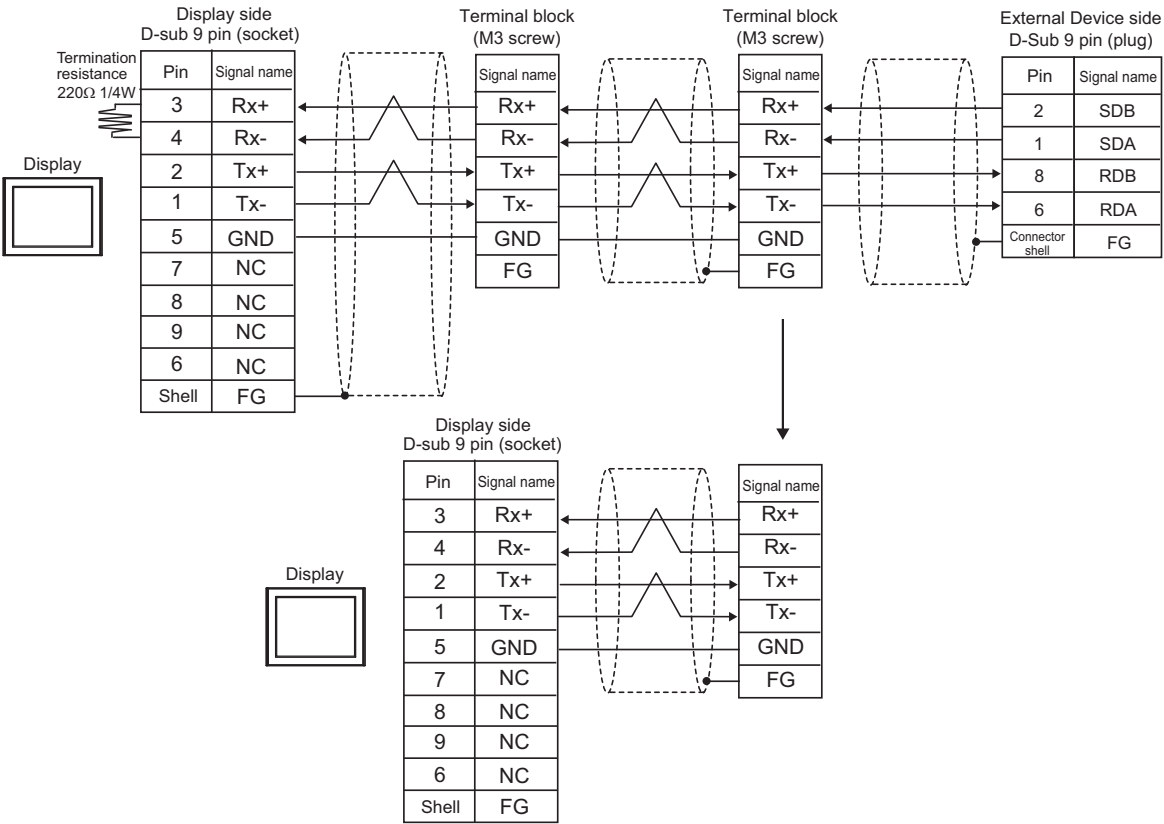 Display side
D-sub 9 pin (socket)
Terminal block
(M3 screw)
Terminal block
(M3 screw)
External Device side
D-Sub 9 pin (plug)
Termination
resistance
220Ω 1/4W
Display
Pin Signal name
3 Rx+
4 Rx-
2 Tx+
1 Tx-
5 GND
7 NC
8 NC
9 NC
6 NC
Shell FG
Signal name
Rx+
Rx-
Tx+
Tx-
GND
FG
Signal name
Rx+
Rx-
Tx+
Tx-
GND
FG
Pin Signal name
2 SDB
1 SDA
8 RDB
6 RDA
Connector
shell
FG
Display side
D-sub 9 pin (socket)
Display
Pin Signal name
3 Rx+
4 Rx-
2 Tx+
1 Tx-
5 GND
7 NC
8 NC
9 NC
6 NC
Shell FG
Signal name
Rx+
Rx-
Tx+
Tx-
GND
FG